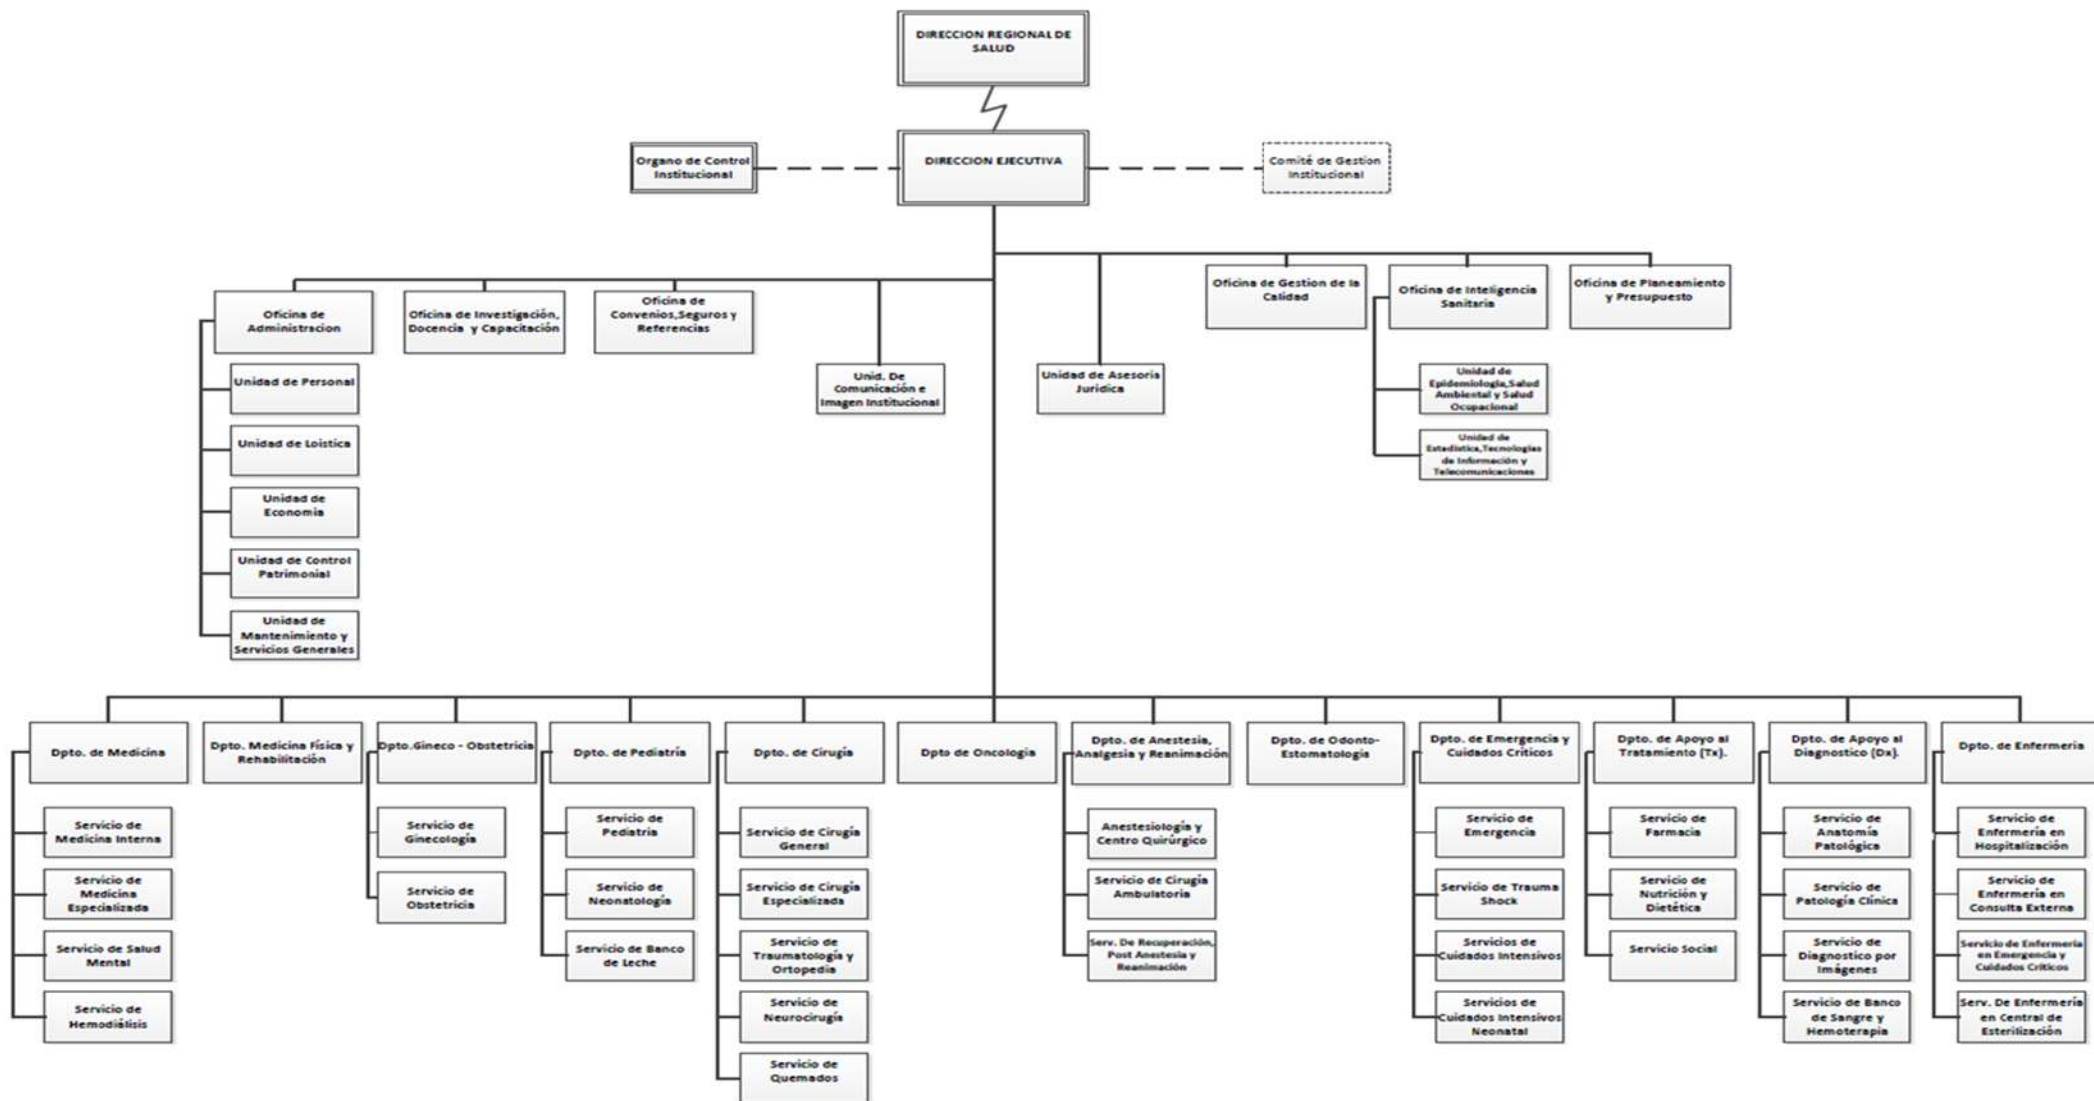 DIRECCION REGIONAL DE
SALUD
Organo de Control
Institucional
DIRECCION EJECUTIVA
Comité de Gestion
Institucional
Oficina de
Administracion
Oficina de Investigación,
Docencia y Capacitación
Oficina de
Convenios,Seguros y
Referencias
Unid. De
Comunicación e
Imagen Institucional
Unidad de Asesoria
Juridica
Oficina de Gestion de la
Calidad
Oficina de Inteligencia
Sanitaria
Oficina de Planeamiento
y Presupuesto
Unidad de Personal
Unidad de Loistica
Unidad de
Economia
Unidad de Control
Patrimonial
Unidad de
Mantenimiento y
Servicios Generales
Unidad de
Epidemiología,Salud
Ambiental y Salud
Ocupacional
Unidad de
Estadistica,Tecnologias
de Información y
Telecomunicaciones
Dpto. de Medicina
Servicio de
Medicina Interna
Servicio de
Medicina
Especializada
Servicio de Salud
Mental
Servicio de
Hemodiálisis
Dpto. Medicina Física y
Rehabilitación
Dpto.Gineco - Obstetricia
Servicio de
Ginecología
Servicio de
Obstetricia
Dpto. de Pediatría
Servicio de
Pediatria
Servicio de
Neonatología
Servicio de Banco
de Leche
Dpto. de Cirugía
Servicio de Cirugía
General
Servicio de Cirugía
Especializada
Servicio de
Traumatología y
Ortopedia
Servicio de
Neurocirugía
Servicio de
Quemados
Dpto de Oncologia
Dpto. de Anestesia,
Analgesia y Reanimación
Anestesiología y
Centro Quirúrgico
Servicio de Cirugía
Ambulatoria
Serv. De Recuperación,
Post Anestesia y
Reanimación
Dpto. de Odonto-
Estomatologia
Dpto. de Emergencia y
Cuidados Críticos
Servicio de
Emergencia
Servicio de Trauma
Shock
Servicios de
Cuidados Intensivos
Servicios de
Cuidados Intensivos
Neonatal
Dpto. de Apoyo al
Tratamiento (Tx).
Servicio de
Farmacia
Servicio de
Nutrición y
Dietética
Servicio Social
Dpto. de Apoyo al
Diagnostico (Dx).
Servicio de
Anatomía
Patológica
Servicio de
Patología Clínica
Servicio de
Diagnostico por
Imágenes
Servicio de Banco
de Sangre y
Hemoterapia
Dpto. de Enfermería
Servicio de
Enfermería en
Hospitalización
Servicio de
Enfermería en
Consulta Externa
Servicio de Enfermería
en Emergencia y
Cuidados Críticos
Serv. De Enfermería
en Central de
Esterilización